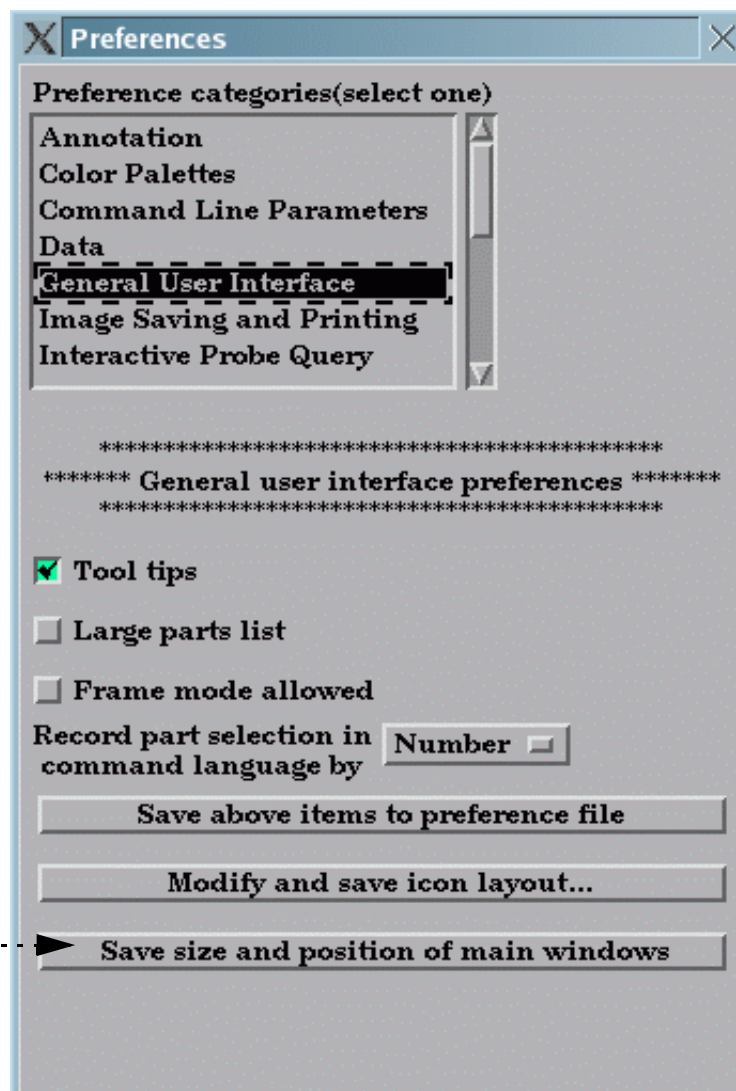 Preferences
Preference categories(select one)
Annotation
Color Palettes
Command Line Parameters
Data
General User Interface
Image Saving and Printing
Interactive Probe Query
********************************************
******* General user interface preferences *******
********************************************
Tool tips
Large parts list
Frame mode allowed
Record part selection in
command language by
Number
Save above items to preference file
Modify and save icon layout...
Save size and position of main windows